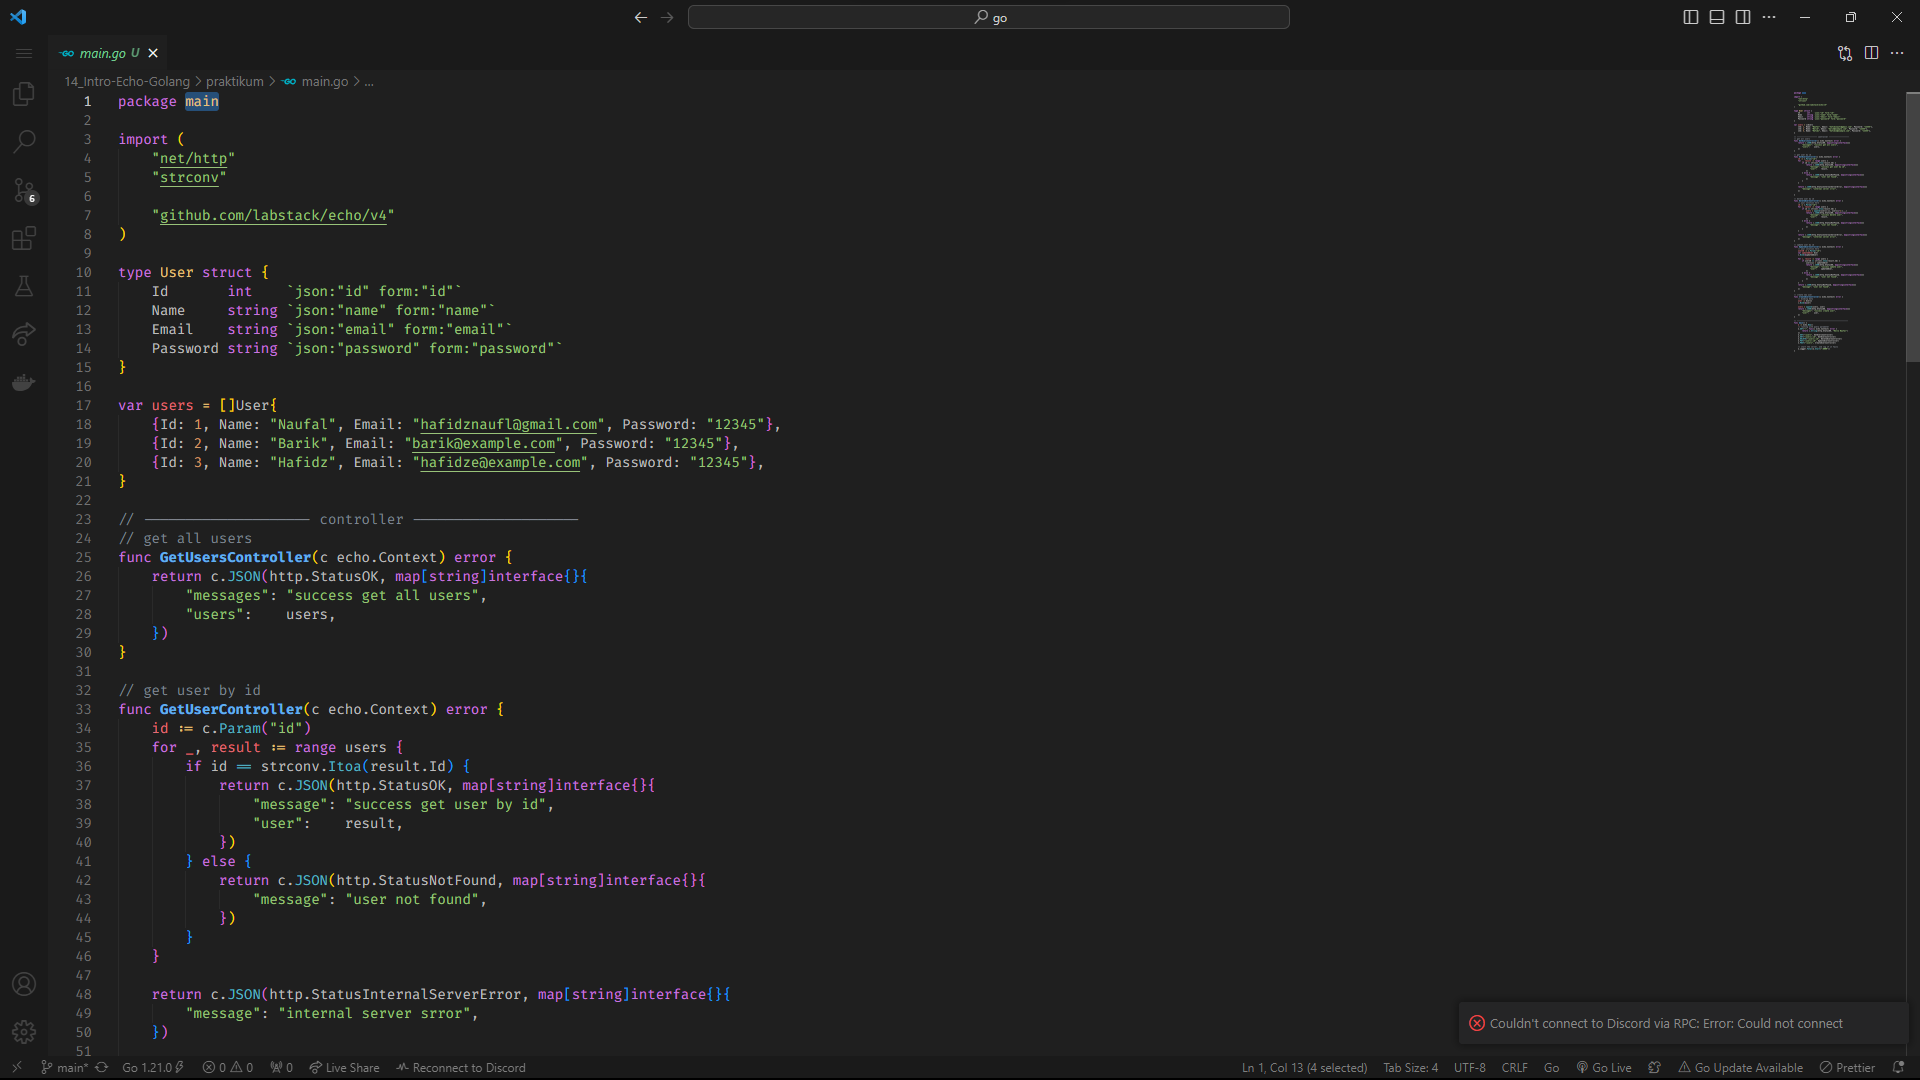 go
main.go U
14_Intro-Echo-Golang > praktikum > main.go > ...
1 package main
2
3 import (
4 "net/http"
5 "strconv"
6
7 "github.com/labstack/echo/v4"
8 )
9
10 type User struct {
11 Id int `json:"id" form:"id"`
12 Name string `json:"name" form:"name"`
13 Email string `json:"email" form:"email"`
14 Password string `json:"password" form:"password"`
15 }
16
17 var users = []User{
18 {Id: 1, Name: "Naufal", Email: "hafidznaufl@gmail.com", Password: "12345"},
19 {Id: 2, Name: "Barik", Email: "barik@example.com", Password: "12345"},
20 {Id: 3, Name: "Hafidz", Email: "hafidze@example.com", Password: "12345"},
21 }
22
23 // -------------------- controller --------------------
24 // get all users
25 func GetUsersController(c echo.Context) error {
26 return c.JSON(http.StatusOK, map[string]interface{}{
27 "messages": "success get all users",
28 "users": users,
29 })
30 }
31
32 // get user by id
33 func GetUserController(c echo.Context) error {
34 id := c.Param("id")
35 for _, result := range users {
36 if id == strconv.Itoa(result.Id) {
37 return c.JSON(http.StatusOK, map[string]interface{}{
38 "message": "success get user by id",
39 "user": result,
40 })
41 } else {
42 return c.JSON(http.StatusNotFound, map[string]interface{}{
43 "message": "user not found",
44 })
45 }
46 }
47
48 return c.JSON(http.StatusInternalServerError, map[string]interface{}{
49 "message": "internal server srror",
50 })
51
6
Couldn't connect to Discord via RPC: Error: Could not connect
main* Go 1.21.0 0 0 0 Live Share Reconnect to Discord Ln 1, Col 13 (4 selected) Tab Size: 4 UTF-8 CRLF Go Go Live Go Update Available Prettier